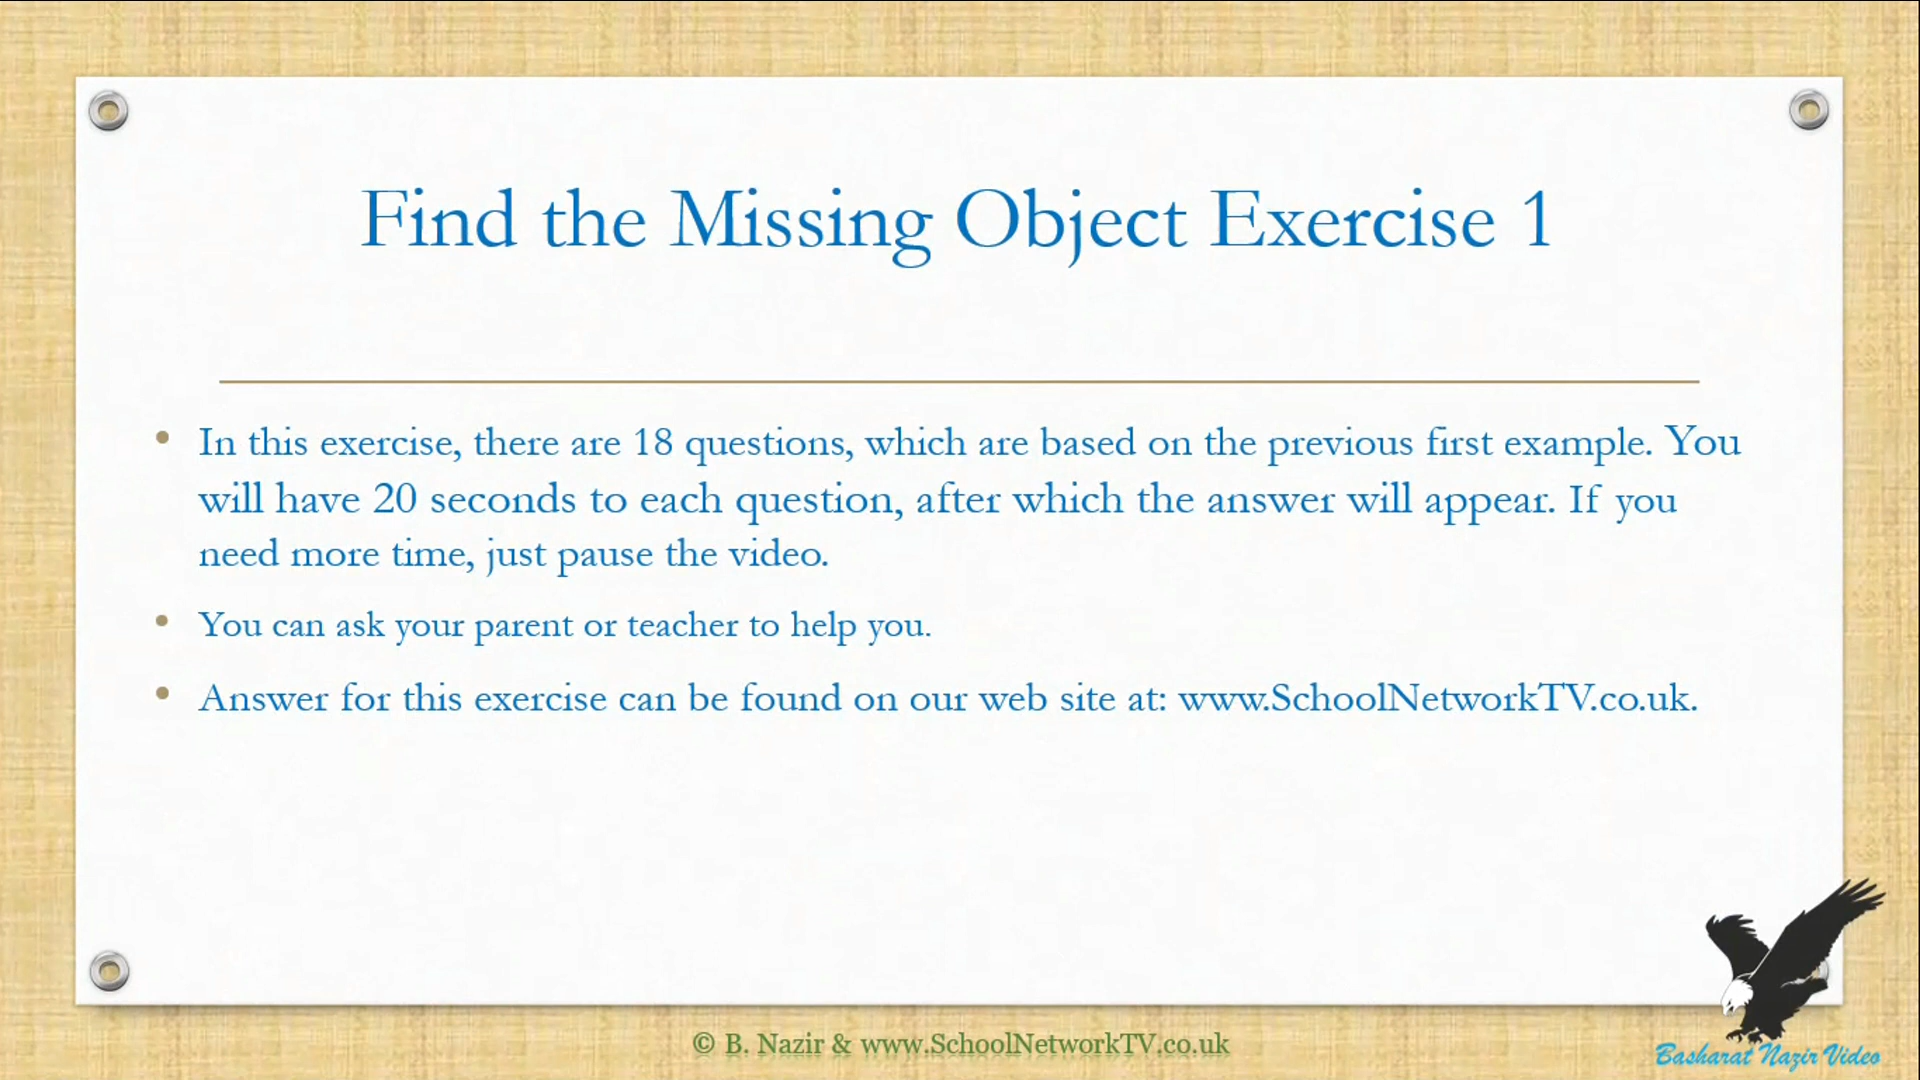 Find the Missing Object Exercise 1
• In this exercise, there are 18 questions, which are based on the previous first example. You
will have 20 seconds to each question, after which the answer will appear. If you
need more time, just pause the video.
• You can ask your parent or teacher to help you.
• Answer for this exercise can be found on our web site at: www.SchoolNetworkTV.co.uk.
© B. Nazir & www.SchoolNetworkTV.co.uk
Basharat Nazir Video